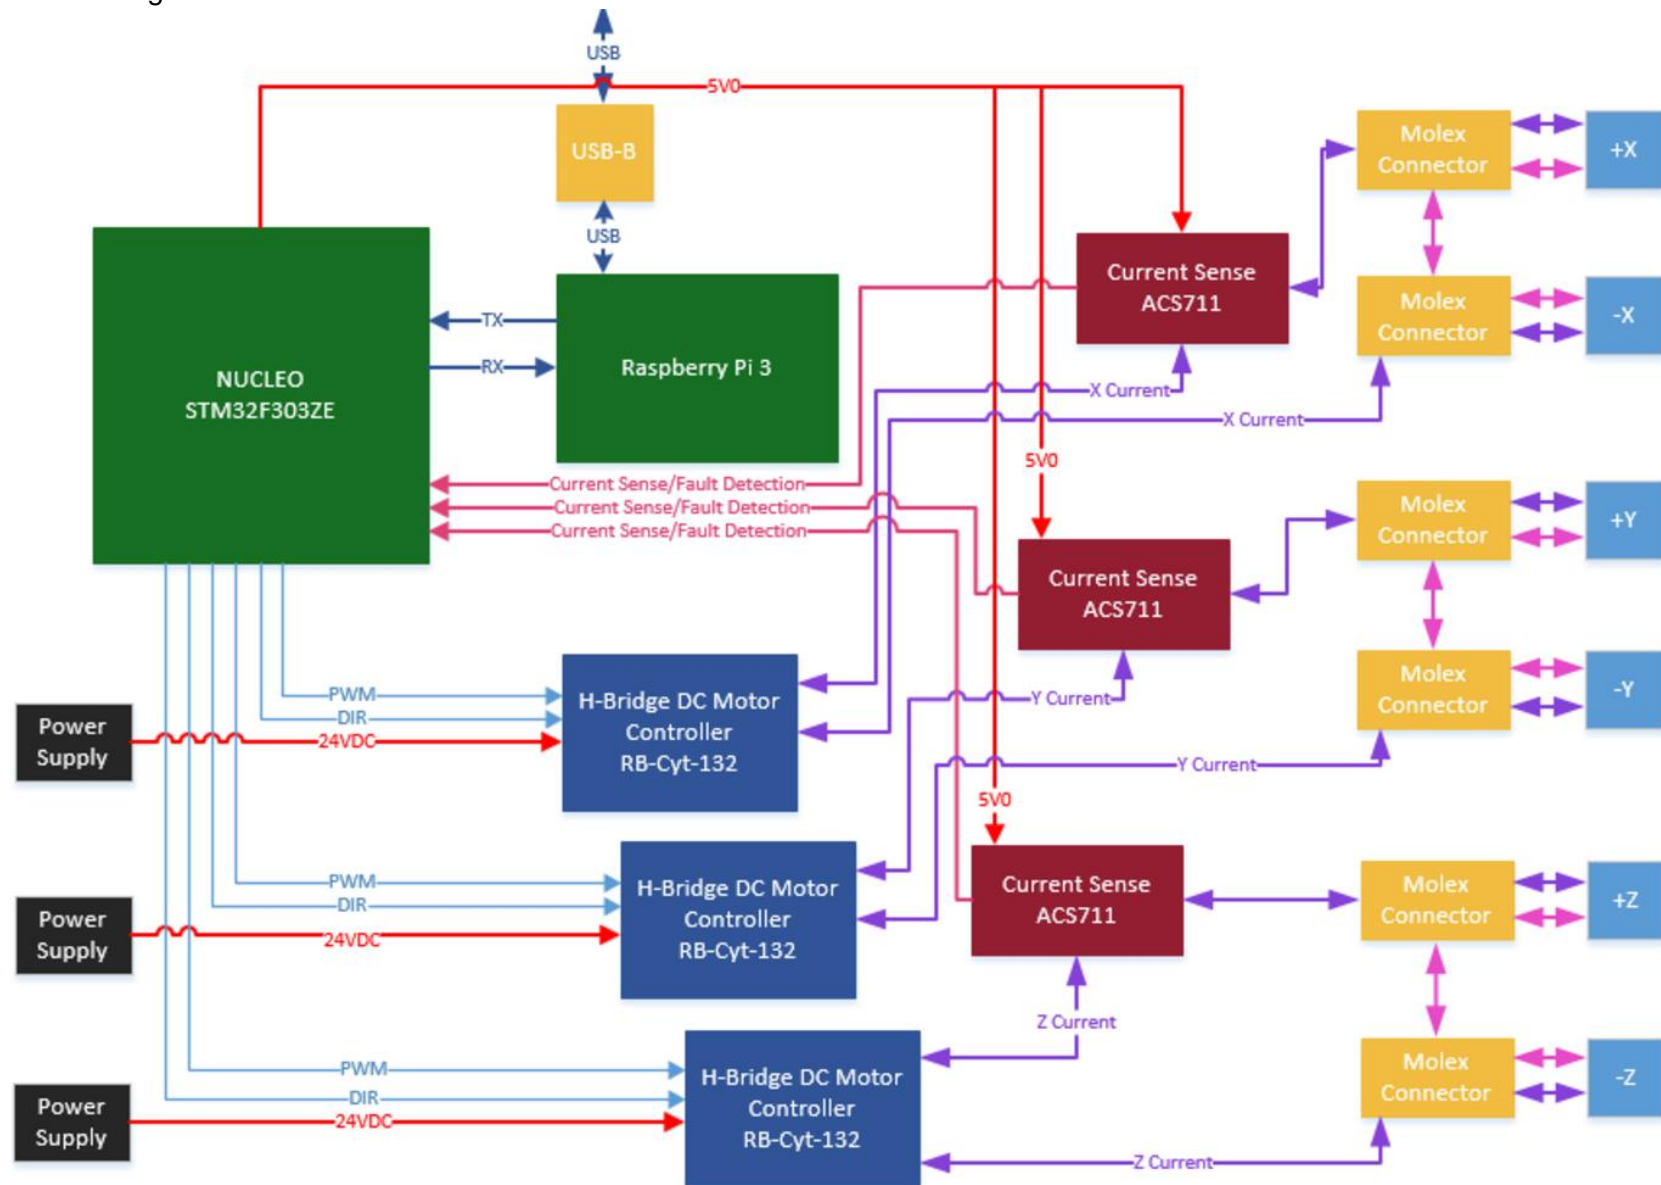 USB
5V0
USB-B
Molex
Connector
+X
USB
Current Sense
ACS711
Molex
Connector
-X
TX
RX
Raspberry Pi 3
NUCLEO
STM32F303ZE
X Current
X Current
5V0
Current Sense/Fault Detection
Current Sense/Fault Detection
Current Sense/Fault Detection
Molex
Connector
+Y
Current Sense
ACS711
Molex
Connector
-Y
PWM
DIR
24VDC
Power
Supply
H-Bridge DC Motor
Controller
RB-Cyt-132
Y Current
Y Current
5V0
PWM
DIR
24VDC
Power
Supply
H-Bridge DC Motor
Controller
RB-Cyt-132
Current Sense
ACS711
Molex
Connector
+Z
Z Current
PWM
DIR
24VDC
Power
Supply
H-Bridge DC Motor
Controller
RB-Cyt-132
Molex
Connector
-Z
Z Current